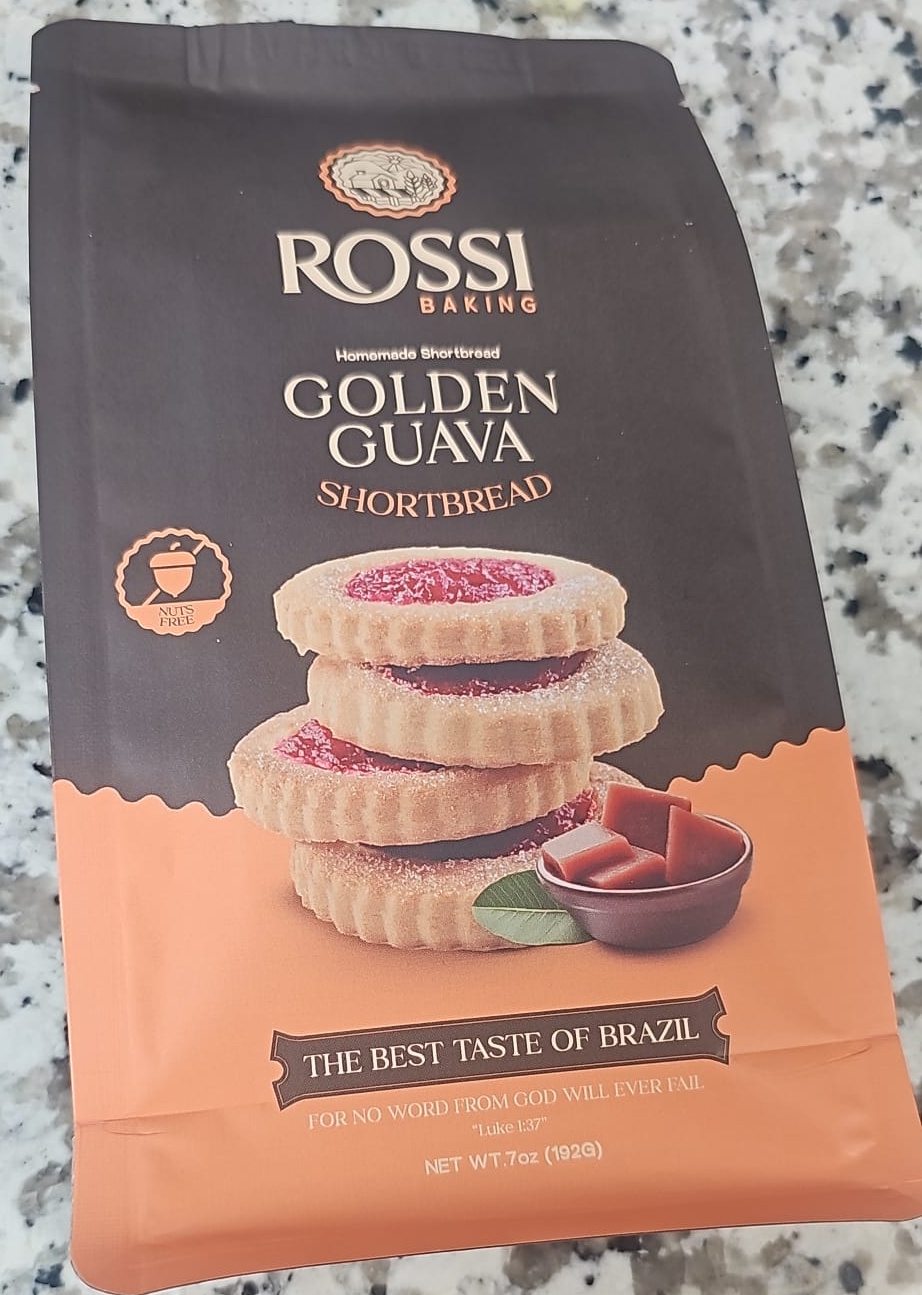 ROSSI
BAKING
Homemade Shortbread
GOLDEN
GUAVA
SHORTBREAD
NUTS
FREE
THE BEST TASTE OF BRAZIL
FOR NO WORD FROM GOD WILL EVER FAIL
"Luke 1:37"
NET WT.7oz (192G)